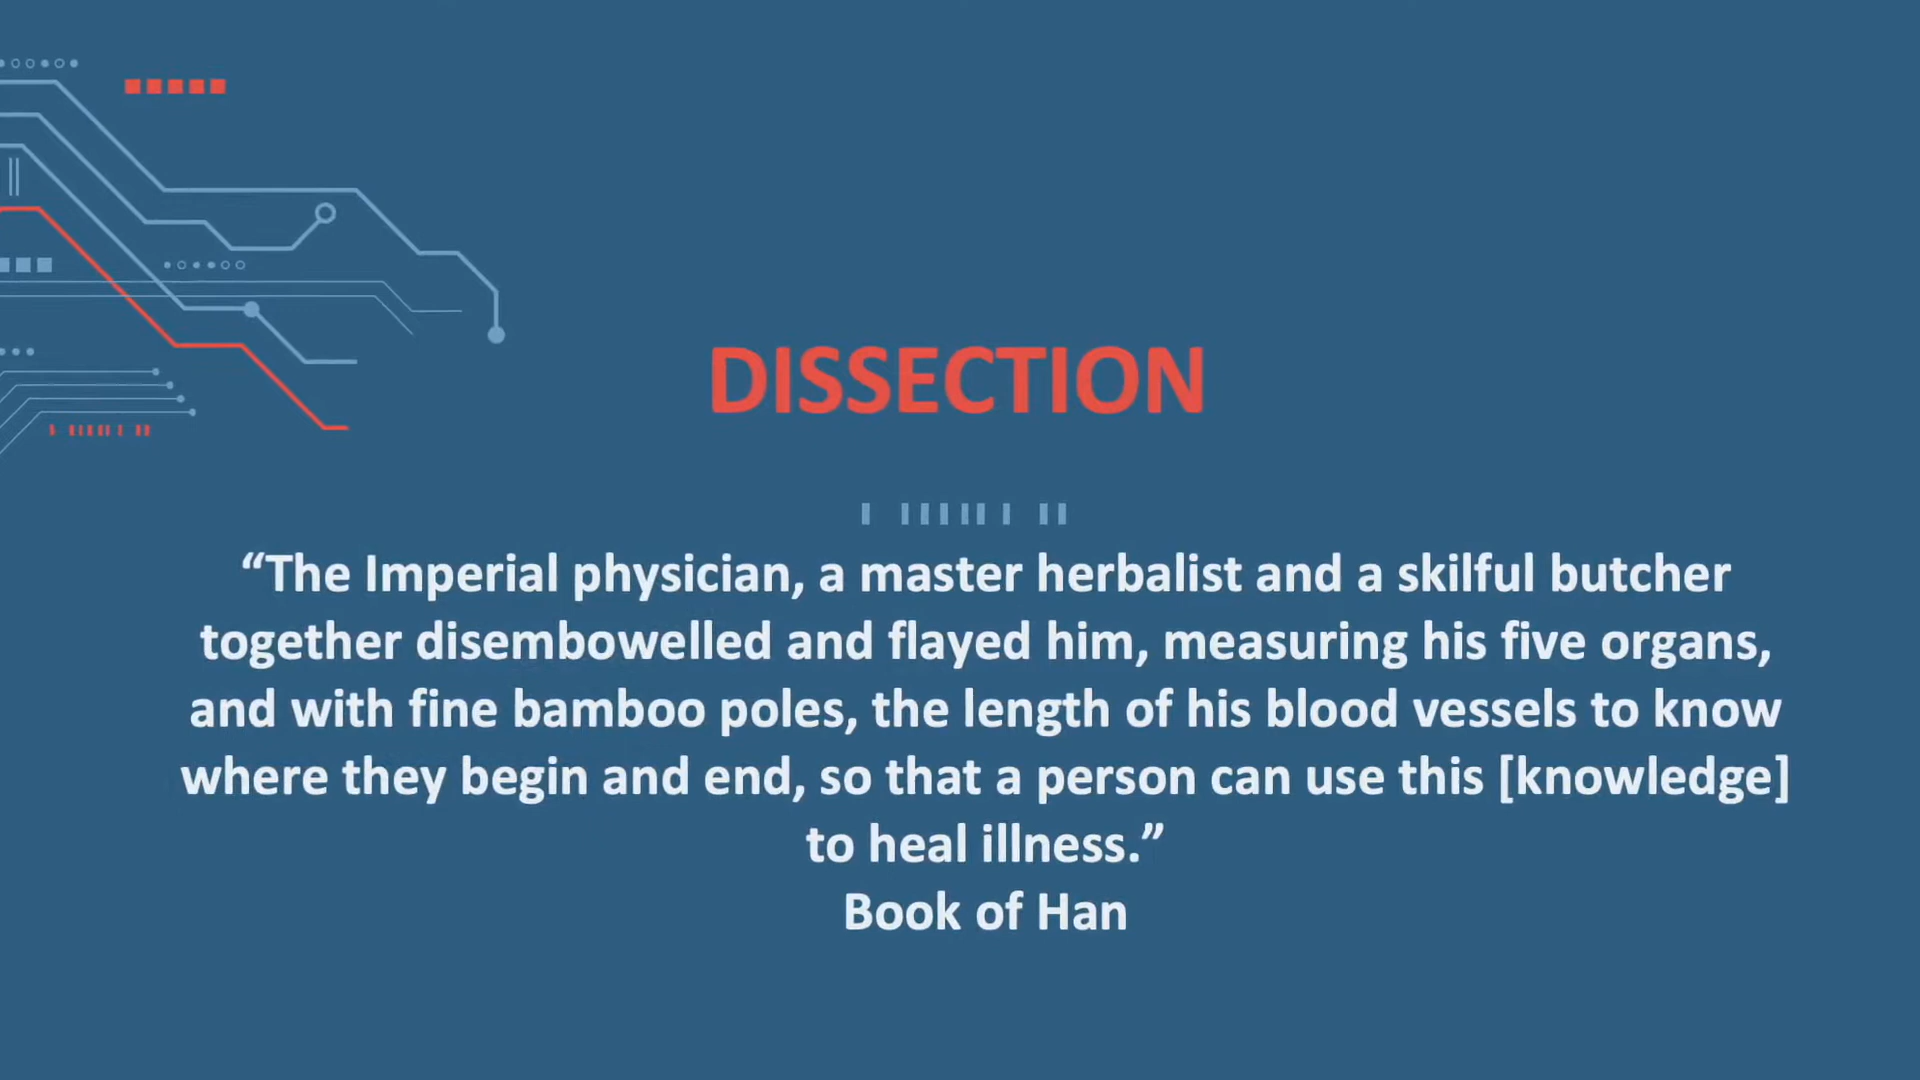 DISSECTION
“The Imperial physician, a master herbalist and a skilful butcher
together disembowelled and flayed him, measuring his five organs,
and with fine bamboo poles, the length of his blood vessels to know
where they begin and end, so that a person can use this [knowledge]
to heal illness.”
Book of Han